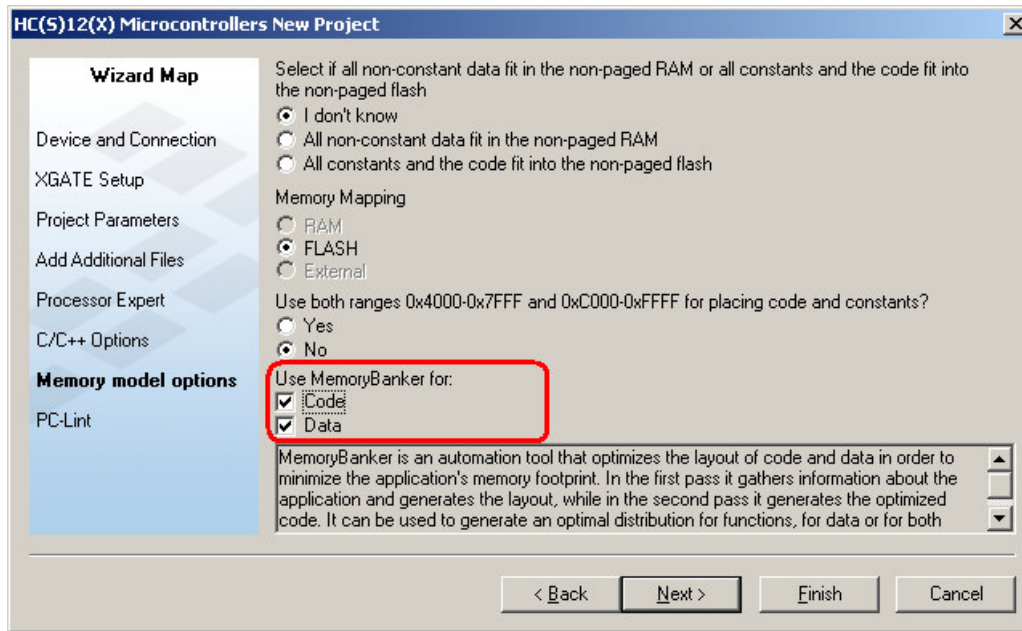 HC(S)12(X) Microcontrollers New Project
Wizard Map
Device and Connection
XGATE Setup
Project Parameters
Add Additional Files
Processor Expert
C/C++ Options
Memory model options
PC-Lint
Select if all non-constant data fit in the non-paged RAM or all constants and the code fit into
the non-paged flash
I don't know
All non-constant data fit in the non-paged RAM
All constants and the code fit into the non-paged flash
Memory Mapping
RAM
FLASH
External
Use both ranges 0x4000-0x7FFF and 0xC000-0xFFFF for placing code and constants?
Yes
No
Use MemoryBanker for:
Code
Data
MemoryBanker is an automation tool that optimizes the layout of code and data in order to
minimize the application's memory footprint. In the first pass it gathers information about the
application and generates the layout, while in the second pass it generates the optimized
code. It can be used to generate an optimal distribution for functions, for data or for both
< Back
Next >
Finish
Cancel